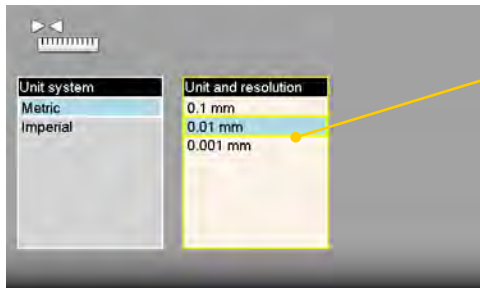 Unit system
Metric
Imperial
Unit and resolution
0.1 mm
0.01 mm
0.001 mm